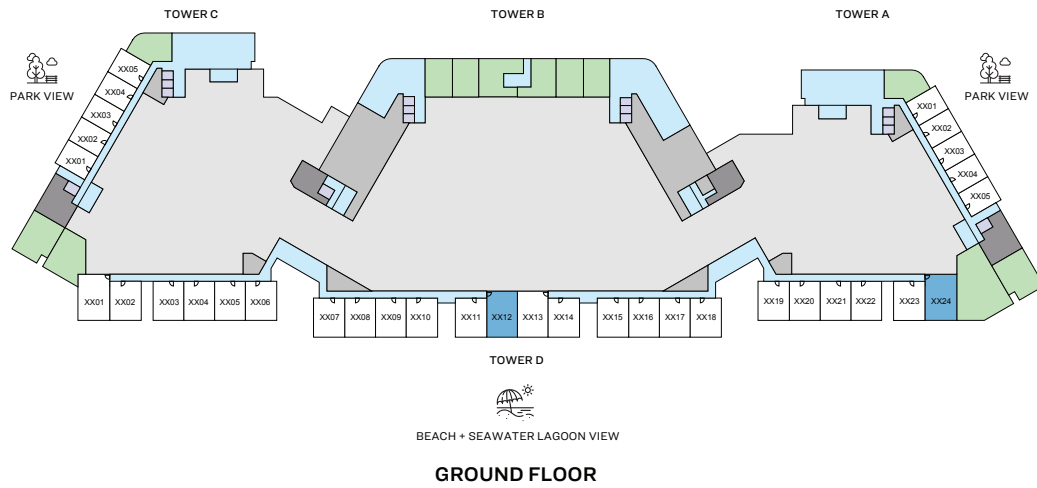 TOWER C
TOWER B
TOWER A
PARK VIEW
PARK VIEW
XX05
XX04
XX03
XX02
XX01
XX01
XX02
XX03
XX04
XX05
XX01
XX02
XX03
XX04
XX05
XX06
XX07
XX08
XX09
XX10
XX11
XX12
XX13
XX14
XX15
XX16
XX17
XX18
XX19
XX20
XX21
XX22
XX23
XX24
TOWER D
BEACH + SEAWATER LAGOON VIEW
GROUND FLOOR